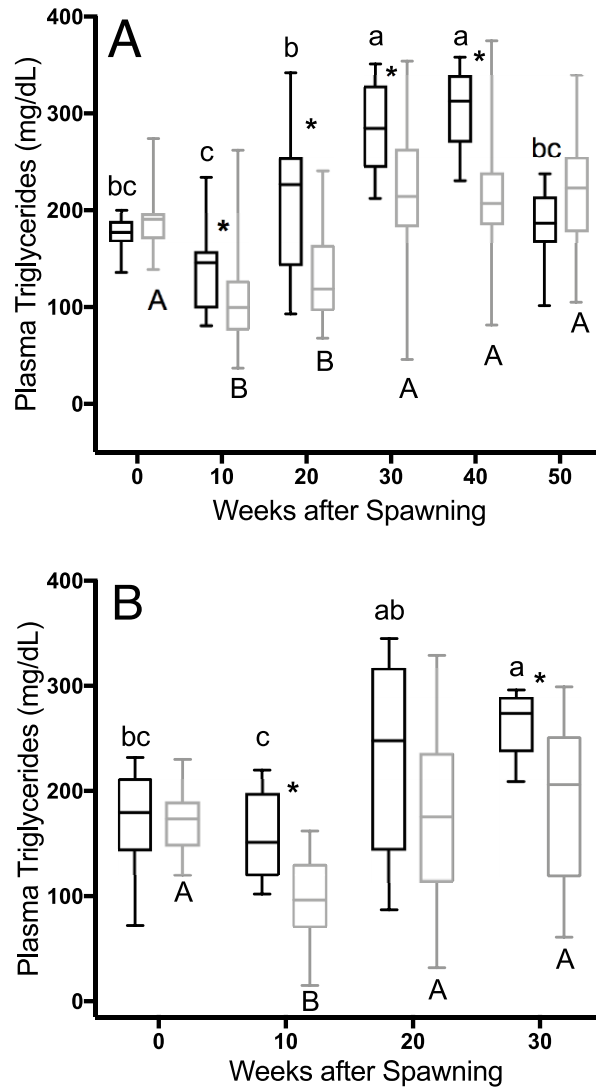 A
400
300
200
100
0
Plasma Triglycerides (mg/dL)
bc
c
b
a
a
bc
*
*
*
*
A
B
B
A
A
A
0 10 20 30 40 50
Weeks after Spawning
B
400
300
200
100
0
Plasma Triglycerides (mg/dL)
bc
c
ab
a
*
*
A
B
A
A
0 10 20 30
Weeks after Spawning